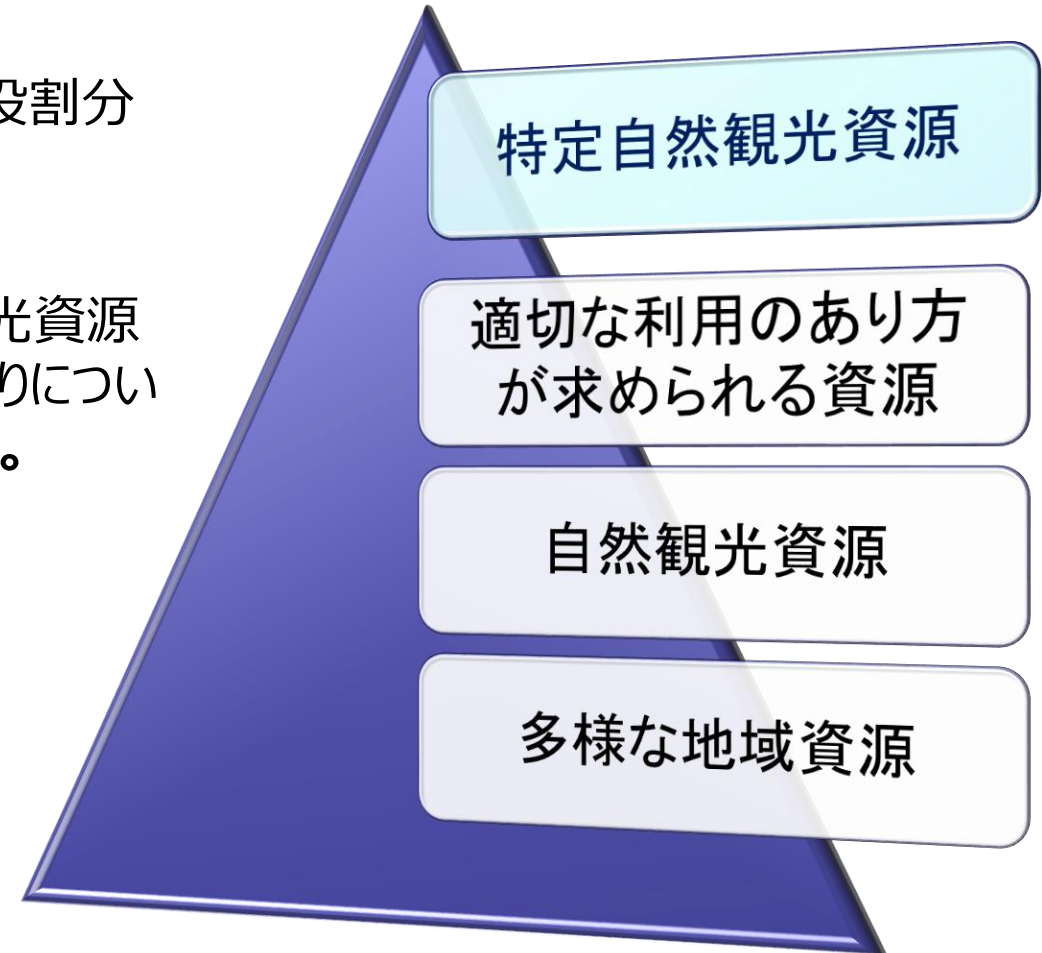 役割分
光資源
りについ
。
特定自然観光資源
適切な利用のあり方
が求められる資源
自然観光資源
多様な地域資源